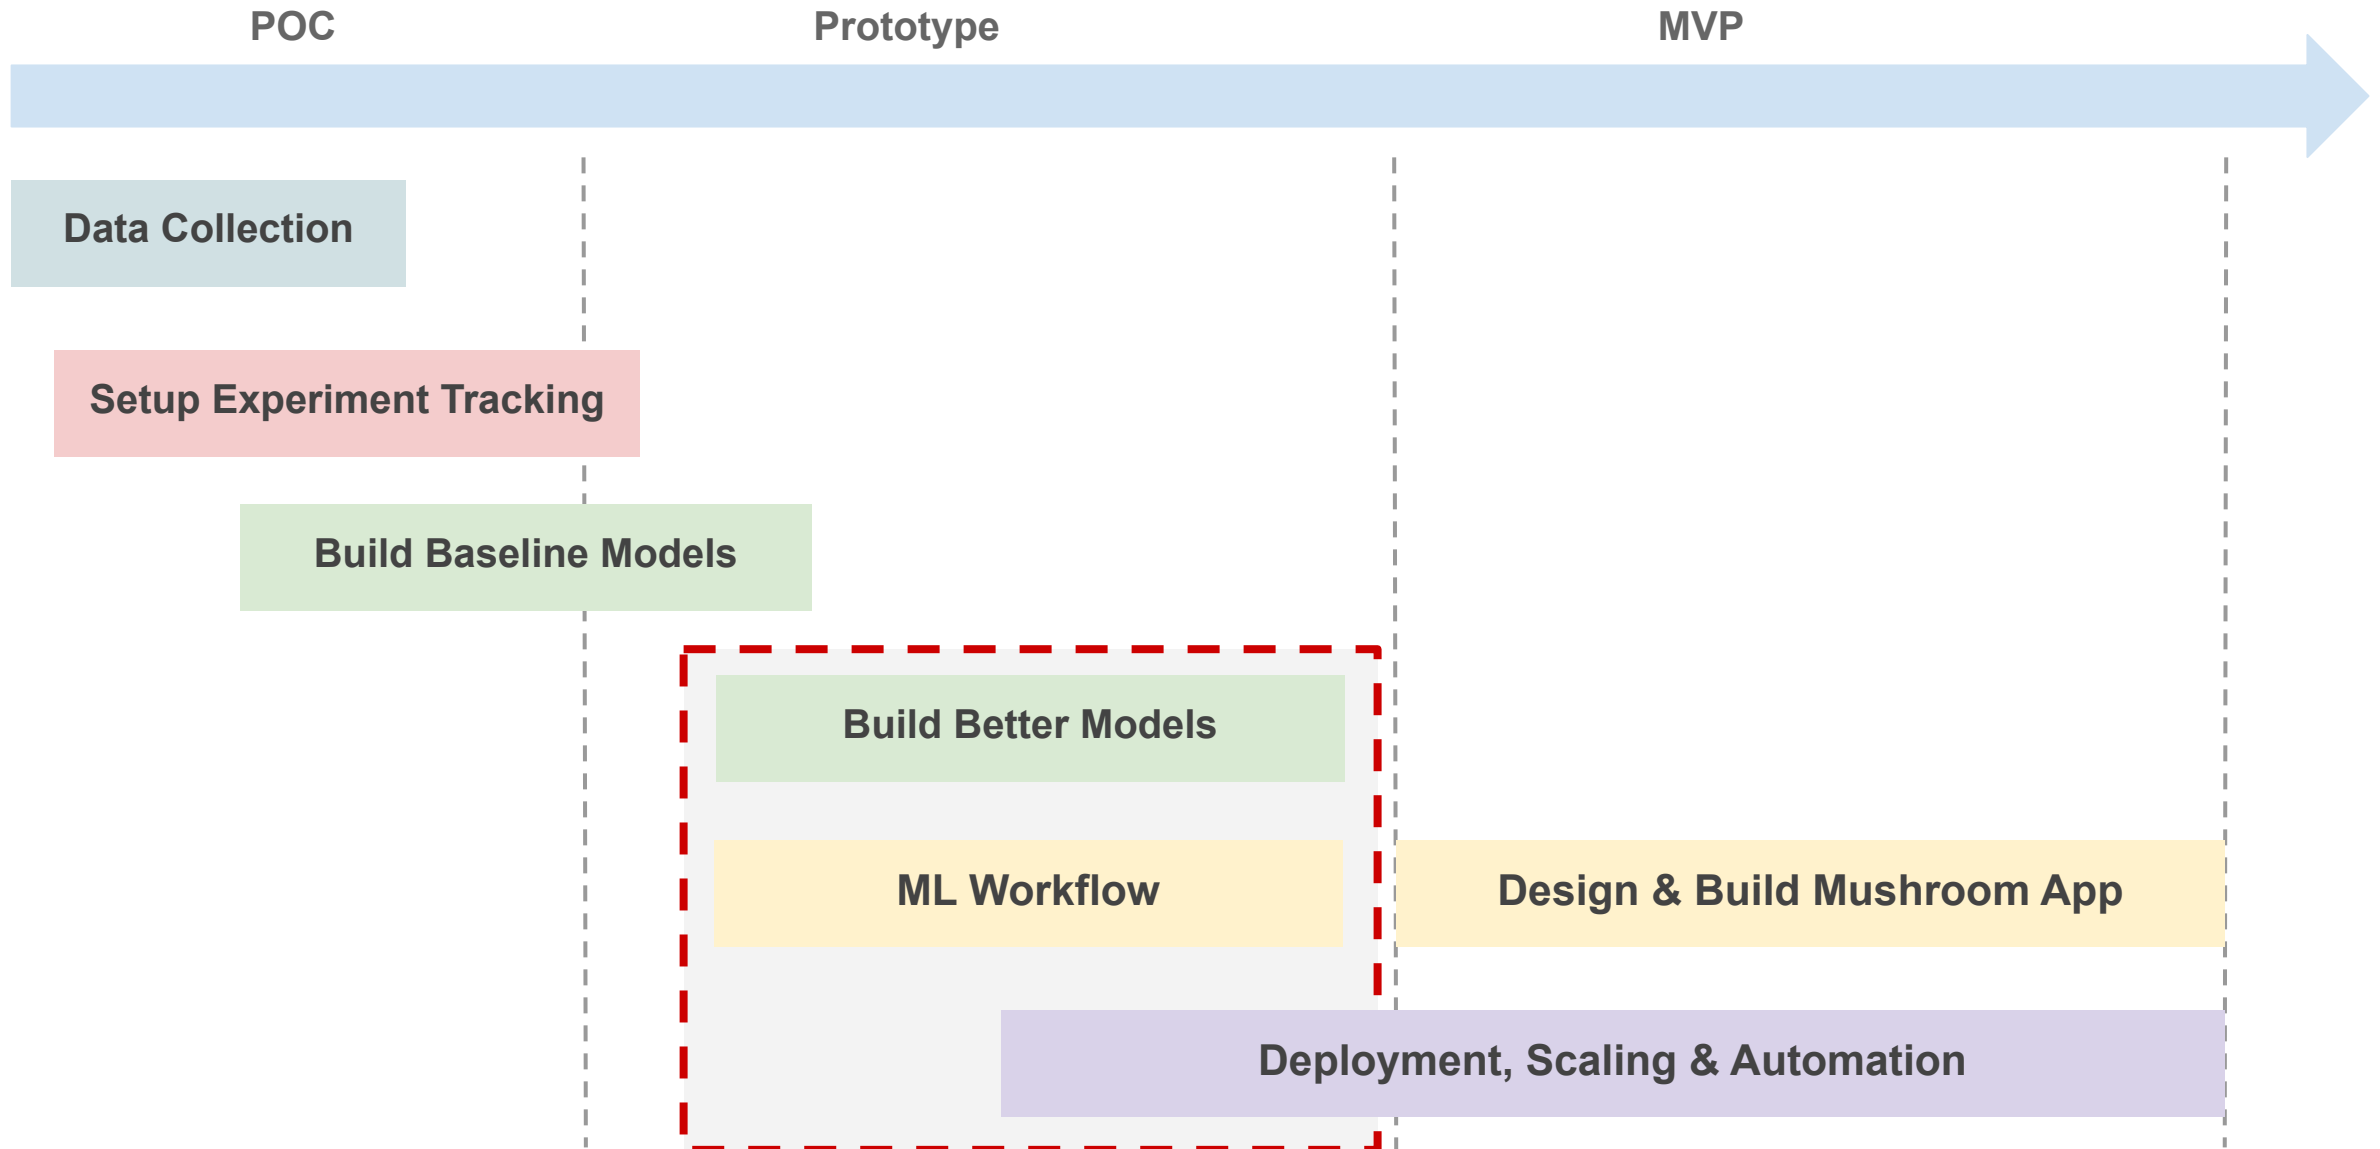 POC
Prototype
MVP
Data Collection
Setup Experiment Tracking
Build Baseline Models
Build Better Models
ML Workflow
Design & Build Mushroom App
Deployment, Scaling & Automation